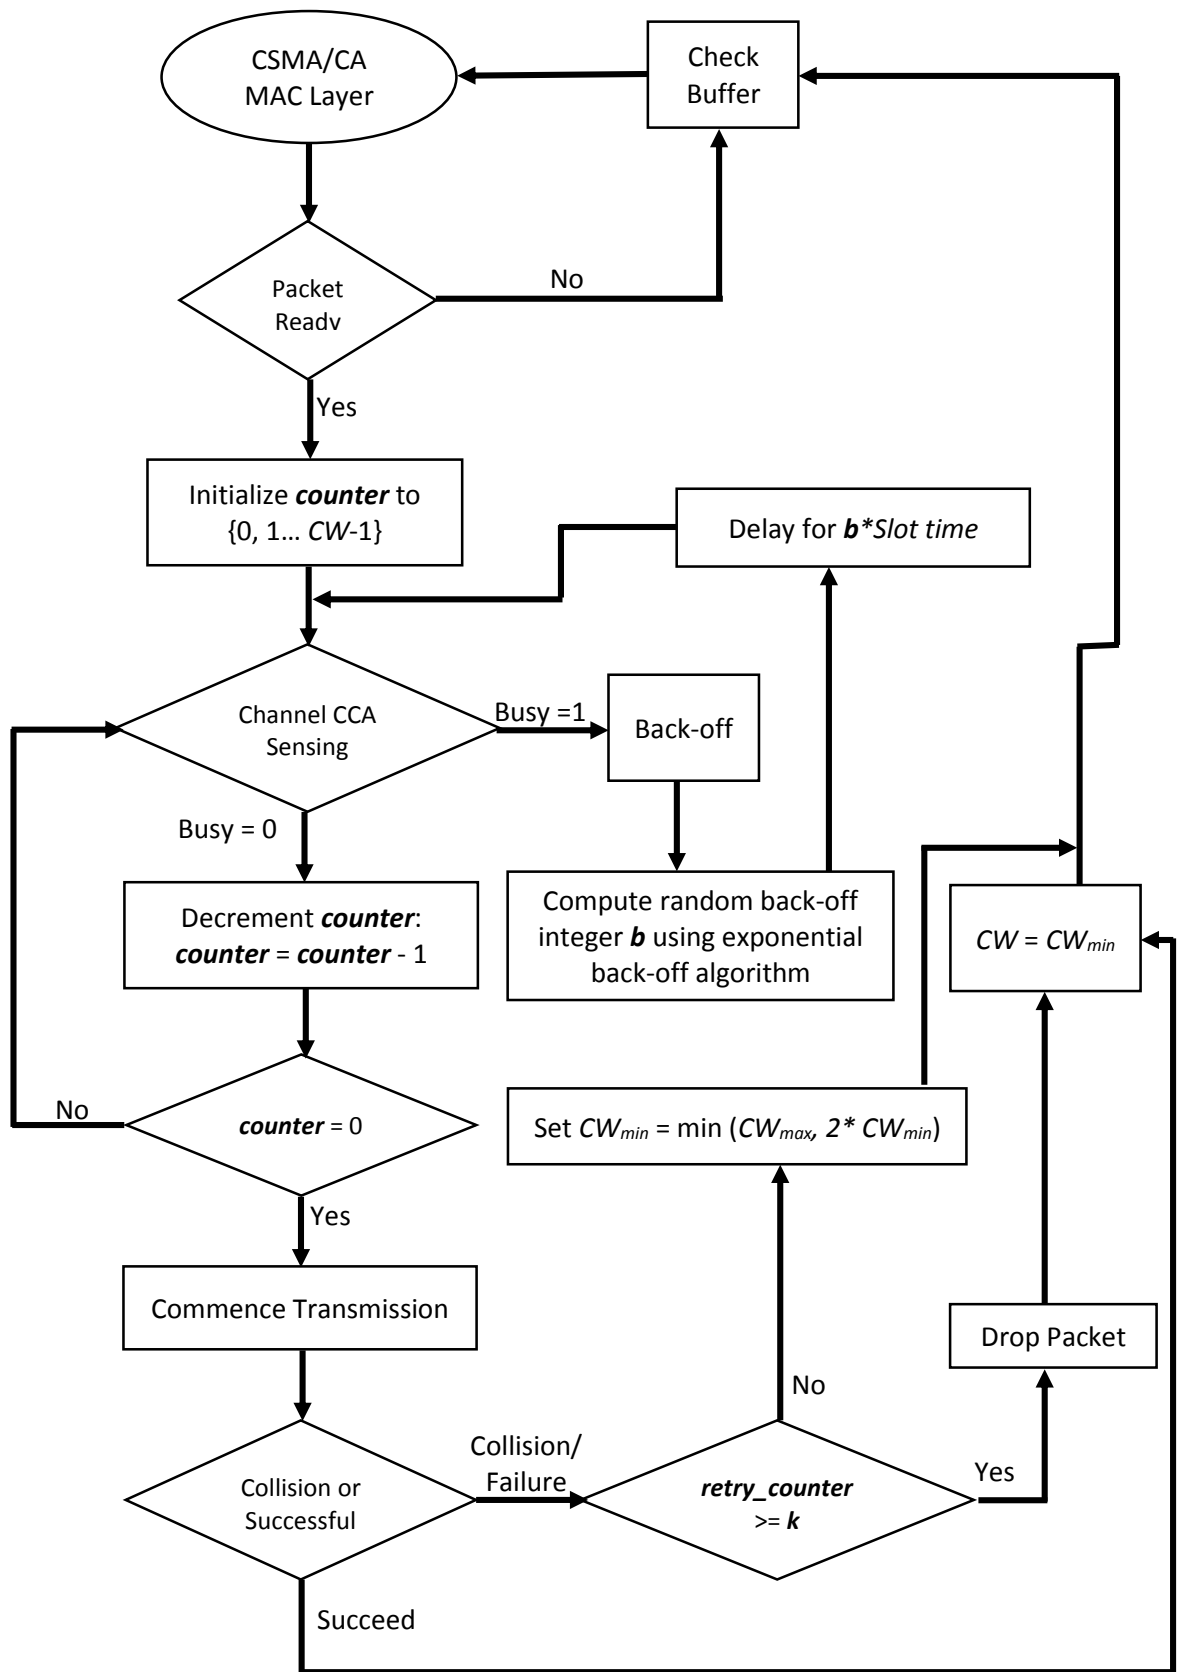 CSMA/CA
MAC Layer
Check
Buffer
Packet
Ready
No
Yes
Initialize counter to
{0, 1… CW-1}
Delay for b*Slot time
Channel CCA
Sensing
Busy =1
Back-off
Busy = 0
Decrement counter:
counter = counter - 1
Compute random back-off
integer b using exponential
back-off algorithm
CW = CWmin
No
counter = 0
Set CWmin = min (CWmax, 2* CWmin)
Yes
Commence Transmission
Drop Packet
No
Collision or
Successful
Collision/
Failure
retry_counter
>= k
Yes
Succeed